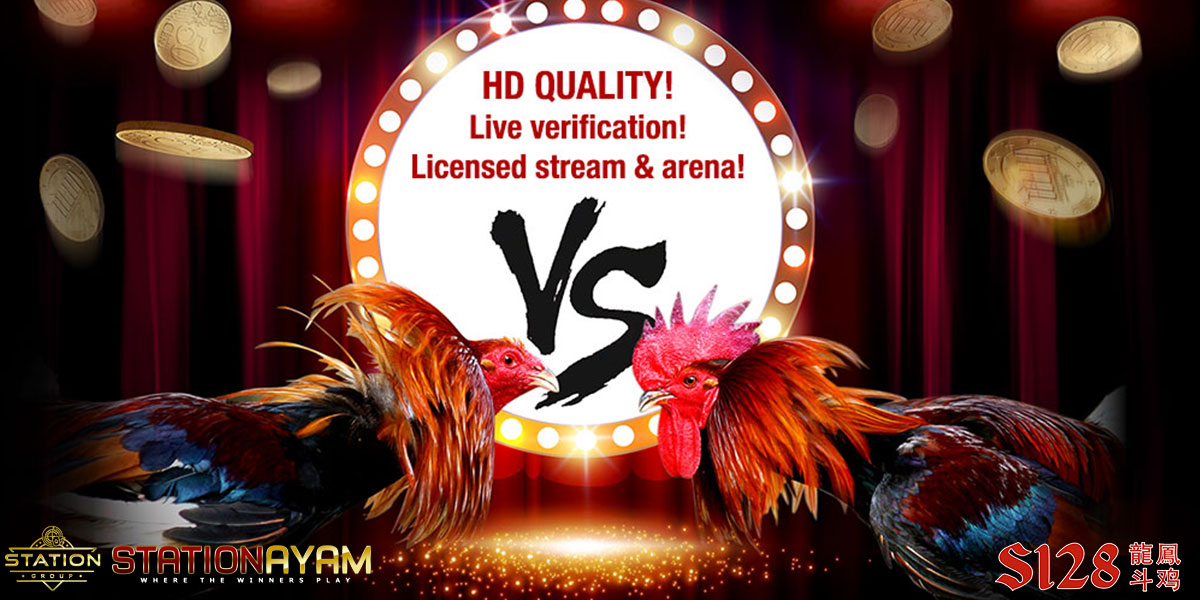 HD QUALITY!
Live verification!
Licensed stream & arena!
VS
STATION
GROUP
STATIONAYAM
WHERE THE WINNERS PLAY
S128
龍鳳
斗鸡